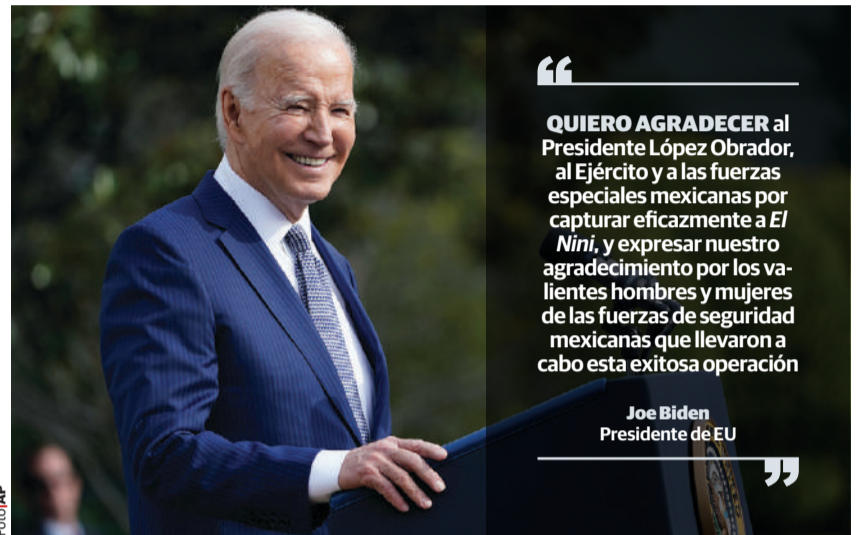 “
QUIERO AGRADECER al
Presidente López Obrador,
al Ejército y a las fuerzas
especiales mexicanas por
capturar eficazmente a El
Nini, y expresar nuestro
agradecimiento por los va-
lientes hombres y mujeres
de las fuerzas de seguridad
mexicanas que llevaron a
cabo esta exitosa operación
Joe Biden
Presidente de EU
”
Foto|AP